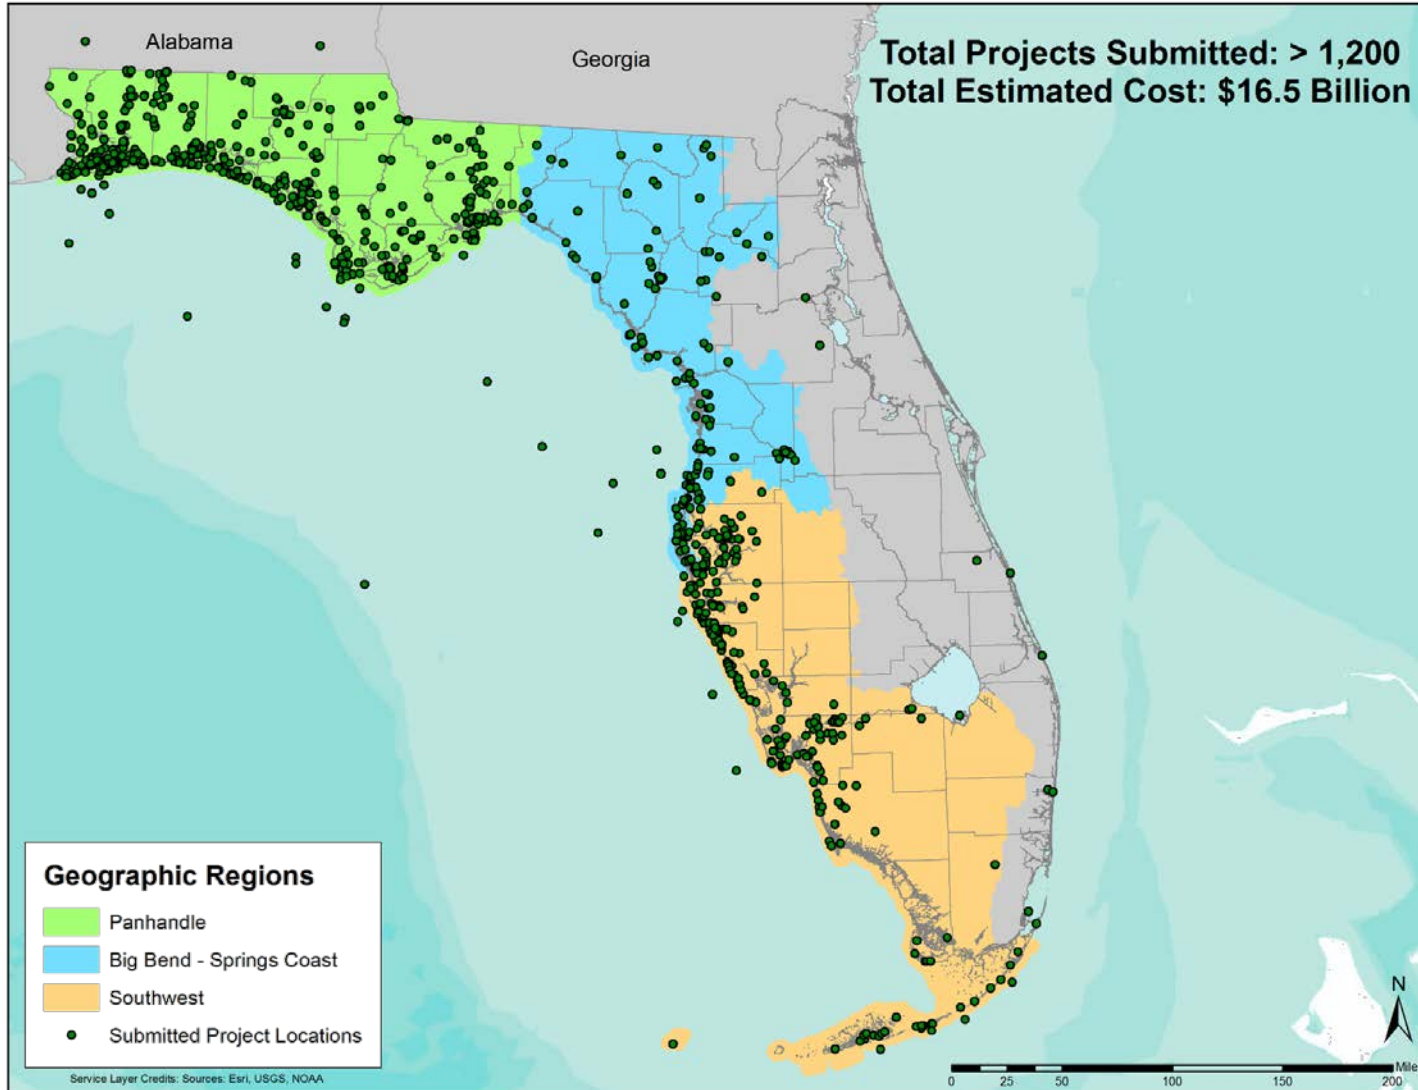 Alabama
Georgia
Total Projects Submitted: > 1,200
Total Estimated Cost: $16.5 Billion
Geographic Regions
Panhandle
Big Bend - Springs Coast
Southwest
Submitted Project Locations
Service Layer Credits: Sources: Esri, USGS, NOAA
N
Mile
0 25 50 100 150 200